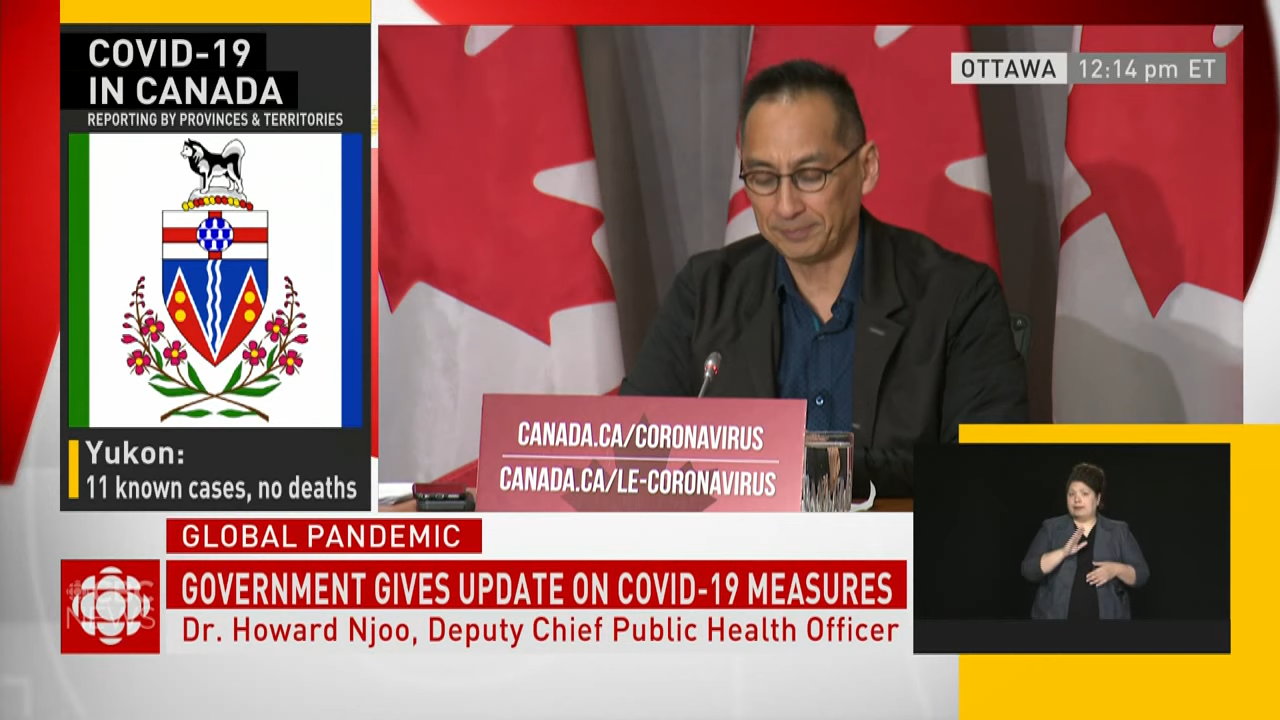 COVID-19
IN CANADA
REPORTING BY PROVINCES & TERRITORIES
Yukon:
11 known cases, no deaths
OTTAWA 12:14 pm ET
CANADA.CA/CORONAVIRUS
CANADA.CA/LE-CORONAVIRUS
GLOBAL PANDEMIC
GOVERNMENT GIVES UPDATE ON COVID-19 MEASURES
Dr. Howard Njoo, Deputy Chief Public Health Officer
CBC
NEWS